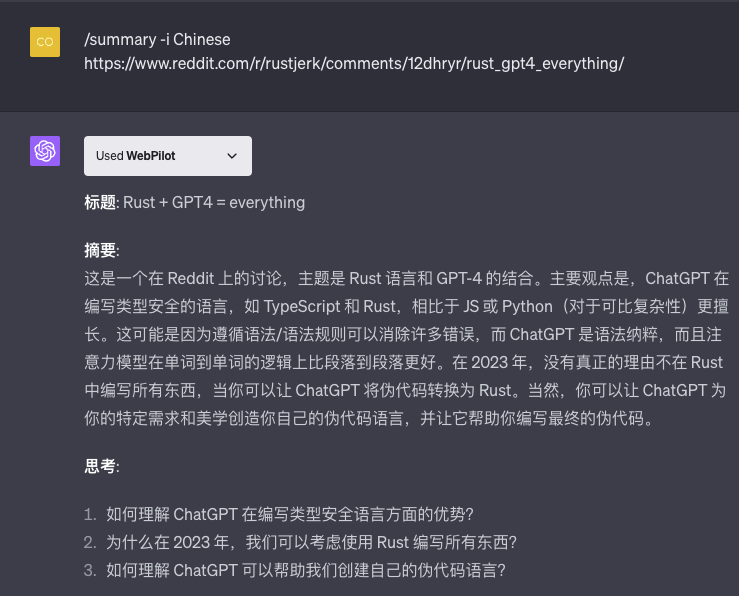 CO
/summary -i Chinese
https://www.reddit.com/r/rustjerk/comments/12dhryr/rust_gpt4_everything/
Used WebPilot
标题: Rust + GPT4 = everything
摘要:
这是一个在 Reddit 上的讨论，主题是 Rust 语言和 GPT-4 的结合。主要观点是，ChatGPT 在
编写类型安全的语言，如 TypeScript 和 Rust，相比于 JS 或 Python（对于可比复杂性）更擅
长。这可能是因为遵循语法/语法规则可以消除许多错误，而 ChatGPT 是语法纳粹，而且注
意力模型在单词到单词的逻辑上比段落到段落更好。在 2023 年，没有真正的理由不在 Rust
中编写所有东西，当你可以让 ChatGPT 将伪代码转换为 Rust。当然，你可以让 ChatGPT 为
你的特定需求和美学创造你自己的伪代码语言，并让它帮助你编写最终的伪代码。
思考:
1. 如何理解 ChatGPT 在编写类型安全语言方面的优势？
2. 为什么在 2023 年，我们可以考虑使用 Rust 编写所有东西？
3. 如何理解 ChatGPT 可以帮助我们创建自己的伪代码语言？